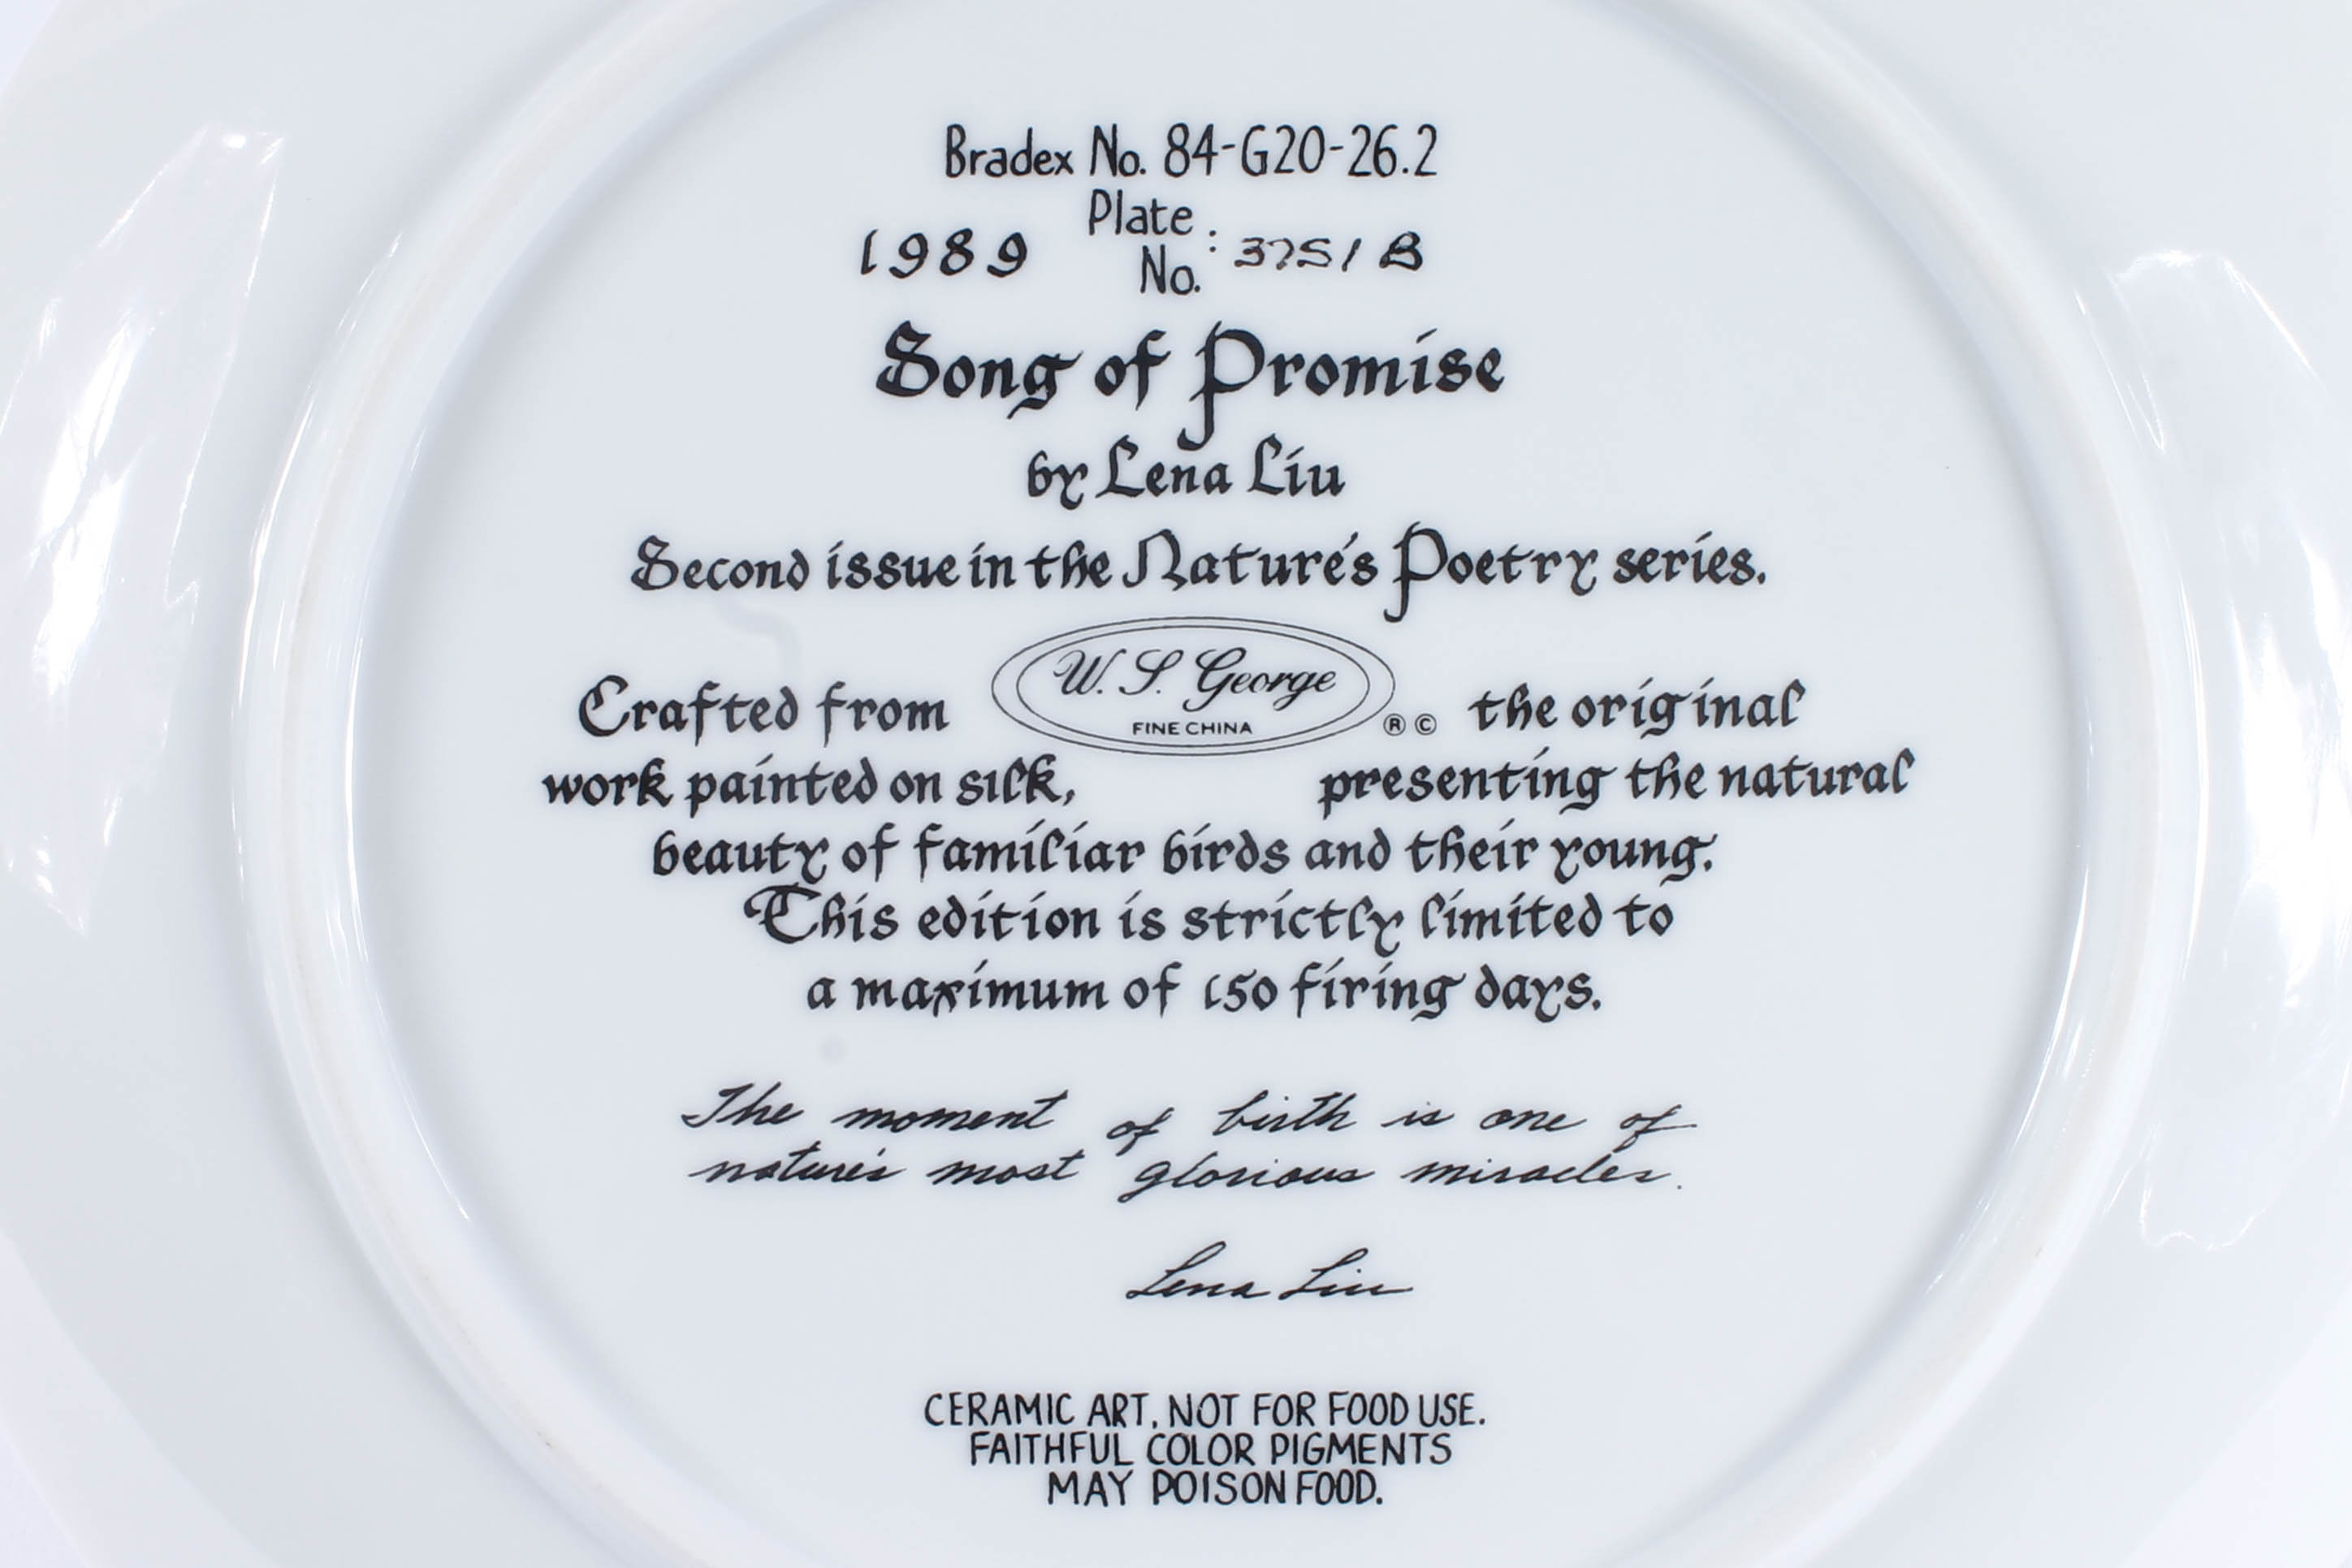 Bradex No. 84-G20-26.2
1989 Plate No.: 3751 B
Song of Promise
by Lena Liu
Second issue in the Nature's Poetry series.
W. S. George
FINE CHINA ® ©
Crafted from the original
work painted on silk, presenting the natural
beauty of familiar birds and their young.
This edition is strictly limited to
a maximum of 150 firing days.
The moment of birth is one of
nature's most glorious miracles.
Lena Liu
CERAMIC ART, NOT FOR FOOD USE.
FAITHFUL COLOR PIGMENTS
MAY POISON FOOD.